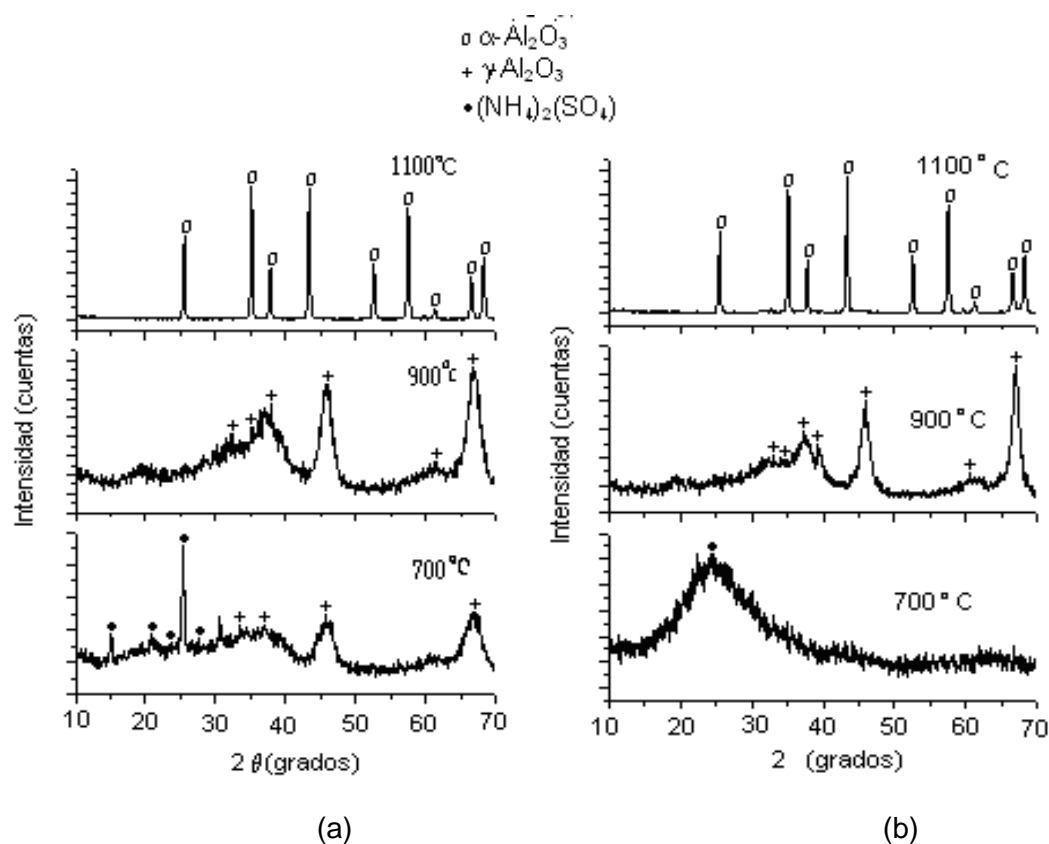 σ α-Al₂O₃
+ γ-Al₂O₃
•(NH₄)₂(SO₄)
1100°C
900°c
700°C
Intensidad (cuentas)
10 20 30 40 50 60 70
2 θ(grados)
(a)
1100° C
900° C
700° C
Intensidad (cuentas)
10 20 30 40 50 60 70
2 (grados)
(b)